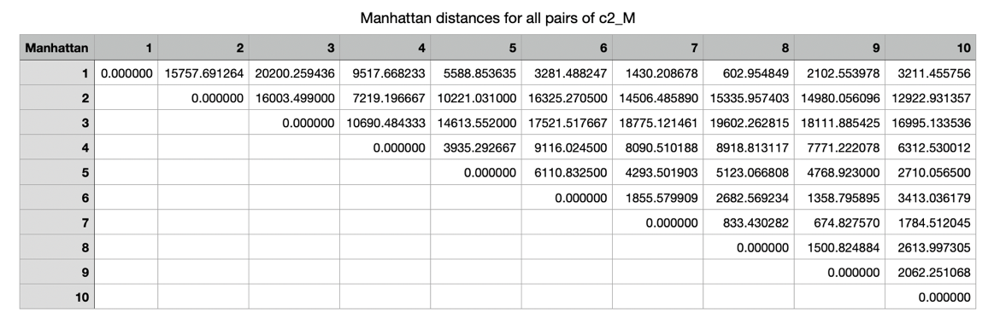 Manhattan distances for all pairs of c2_M
Manhattan 1 2 3 4 5 6 7 8 9 10
1 0.000000 15757.691264 20200.259436 9517.668233 5588.853635 3281.488247 1430.208678 602.954849 2102.553978 3211.455756
2 0.000000 16003.499000 7219.196667 10221.031000 16325.270500 14506.485890 15335.957403 14980.056096 12922.931357
3 0.000000 10690.484333 14613.552000 17521.517667 18775.121461 19602.262815 18111.885425 16995.133536
4 0.000000 3935.292667 9116.024500 8090.510188 8918.813117 7771.222078 6312.530012
5 0.000000 6110.832500 4293.501903 5123.066808 4768.923000 2710.056500
6 0.000000 1855.579909 2682.569234 1358.795895 3413.036179
7 0.000000 833.430282 674.827570 1784.512045
8 0.000000 1500.824884 2613.997305
9 0.000000 2062.251068
10 0.000000